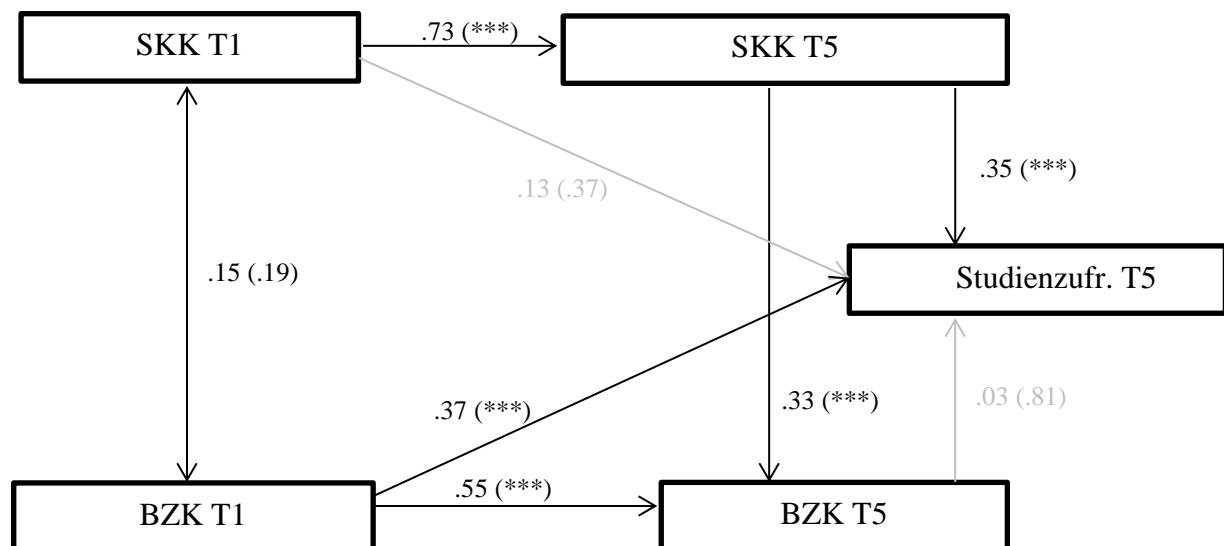 SKK T1
.73 (***)
SKK T5
.13 (.37)
.35 (***)
.15 (.19)
Studienzufr. T5
.37 (***)
.33 (***)
.03 (.81)
BZK T1
.55 (***)
BZK T5